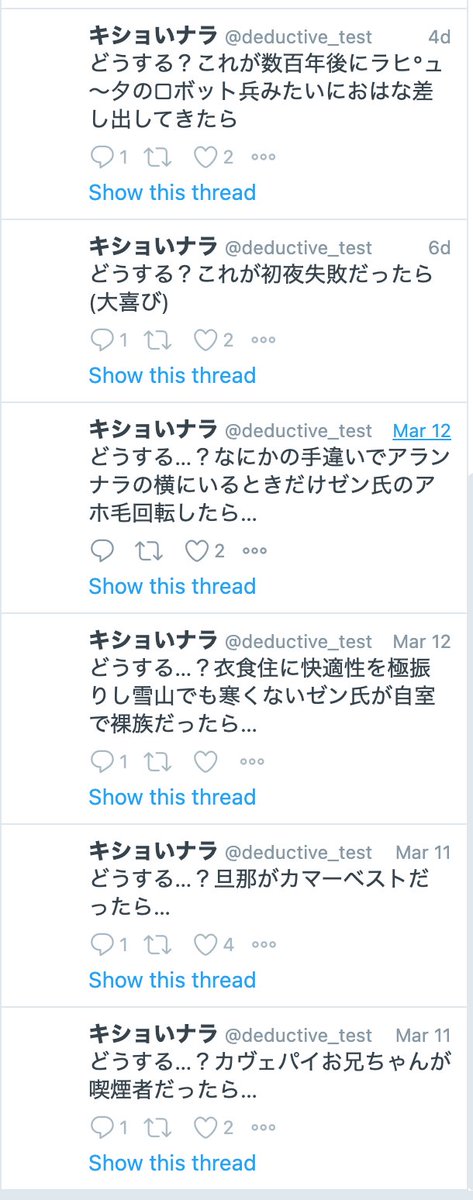 キショいナラ @deductive_test 4d
どうする？これが数百年後にラヒ°ュ
〜タのロボット兵みたいにおはな差
し出してきたら
1 2
Show this thread
キショいナラ @deductive_test 6d
どうする？これが初夜失敗だったら
(大喜び)
1 2
Show this thread
キショいナラ @deductive_test Mar 12
どうする…？なにかの手違いでアラン
ナラの横にいるときだけゼン氏のア
ホ毛回転したら…
2
Show this thread
キショいナラ @deductive_test Mar 12
どうする…？衣食住に快適性を極振
りし雪山でも寒くないゼン氏が自室
で裸族だったら…
1
Show this thread
キショいナラ @deductive_test Mar 11
どうする…？旦那がカマーベストだ
ったら…
1 4
Show this thread
キショいナラ @deductive_test Mar 11
どうする…？カヴェパイお兄ちゃんが
喫煙者だったら…
1 2
Show this thread